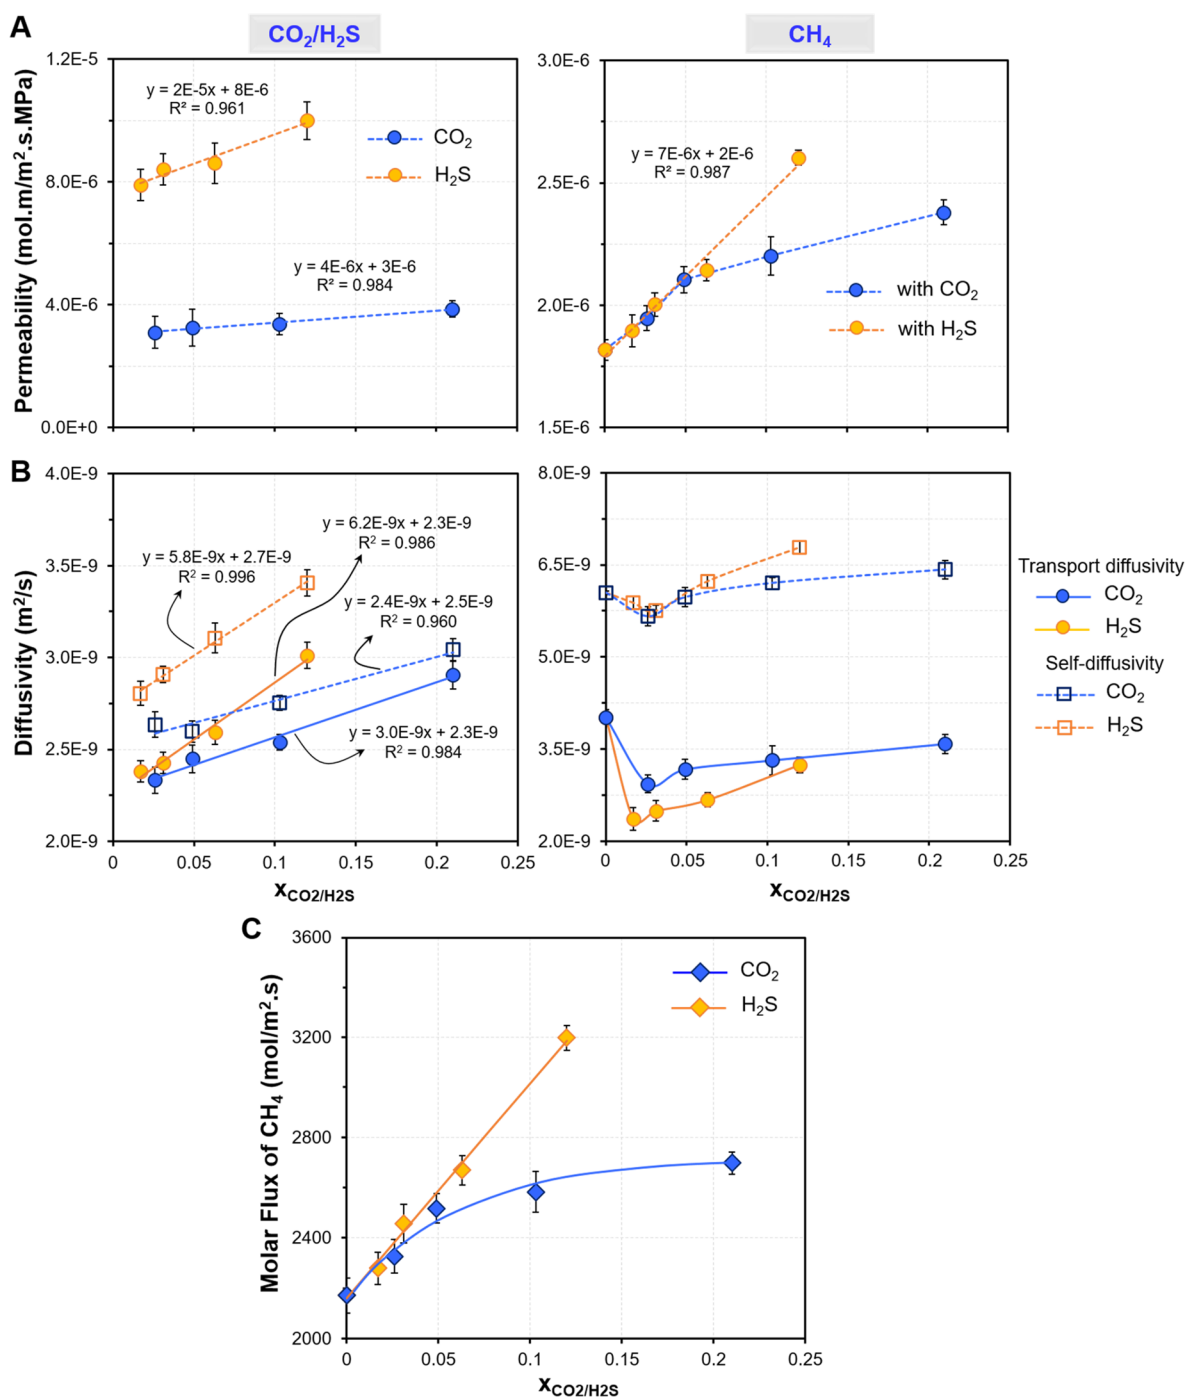 A
CO₂/H₂S
CH₄
Permeability (mol.m/m².s.MPa)
1.2E-5
8.0E-6
4.0E-6
0.0E+0
y = 2E-5x + 8E-6
R² = 0.961
CO₂
H₂S
y = 4E-6x + 3E-6
R² = 0.984
3.0E-6
2.5E-6
2.0E-6
1.5E-6
y = 7E-6x + 2E-6
R² = 0.987
with CO₂
with H₂S
B
Diffusivity (m²/s)
4.0E-9
3.5E-9
3.0E-9
2.5E-9
2.0E-9
y = 6.2E-9x + 2.3E-9
R² = 0.986
y = 5.8E-9x + 2.7E-9
R² = 0.996
y = 2.4E-9x + 2.5E-9
R² = 0.960
y = 3.0E-9x + 2.3E-9
R² = 0.984
0 0.05 0.1 0.15 0.2 0.25
xCO2/H2S
8.0E-9
6.5E-9
5.0E-9
3.5E-9
2.0E-9
0 0.05 0.1 0.15 0.2 0.25
xCO2/H2S
Transport diffusivity
CO₂
H₂S
Self-diffusivity
CO₂
H₂S
C
Molar Flux of CH₄ (mol/m².s)
3600
3200
2800
2400
2000
CO₂
H₂S
0 0.05 0.1 0.15 0.2 0.25
xCO2/H2S